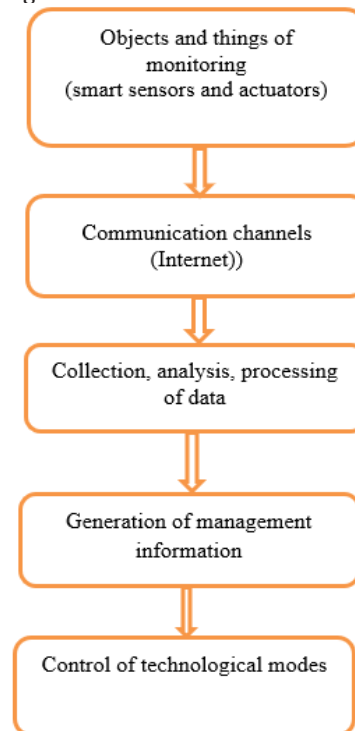 Objects and things of
monitoring
(smart sensors and actuators)
Communication channels
(Internet))
Collection, analysis, processing
of data
Generation of management
information
Control of technological modes